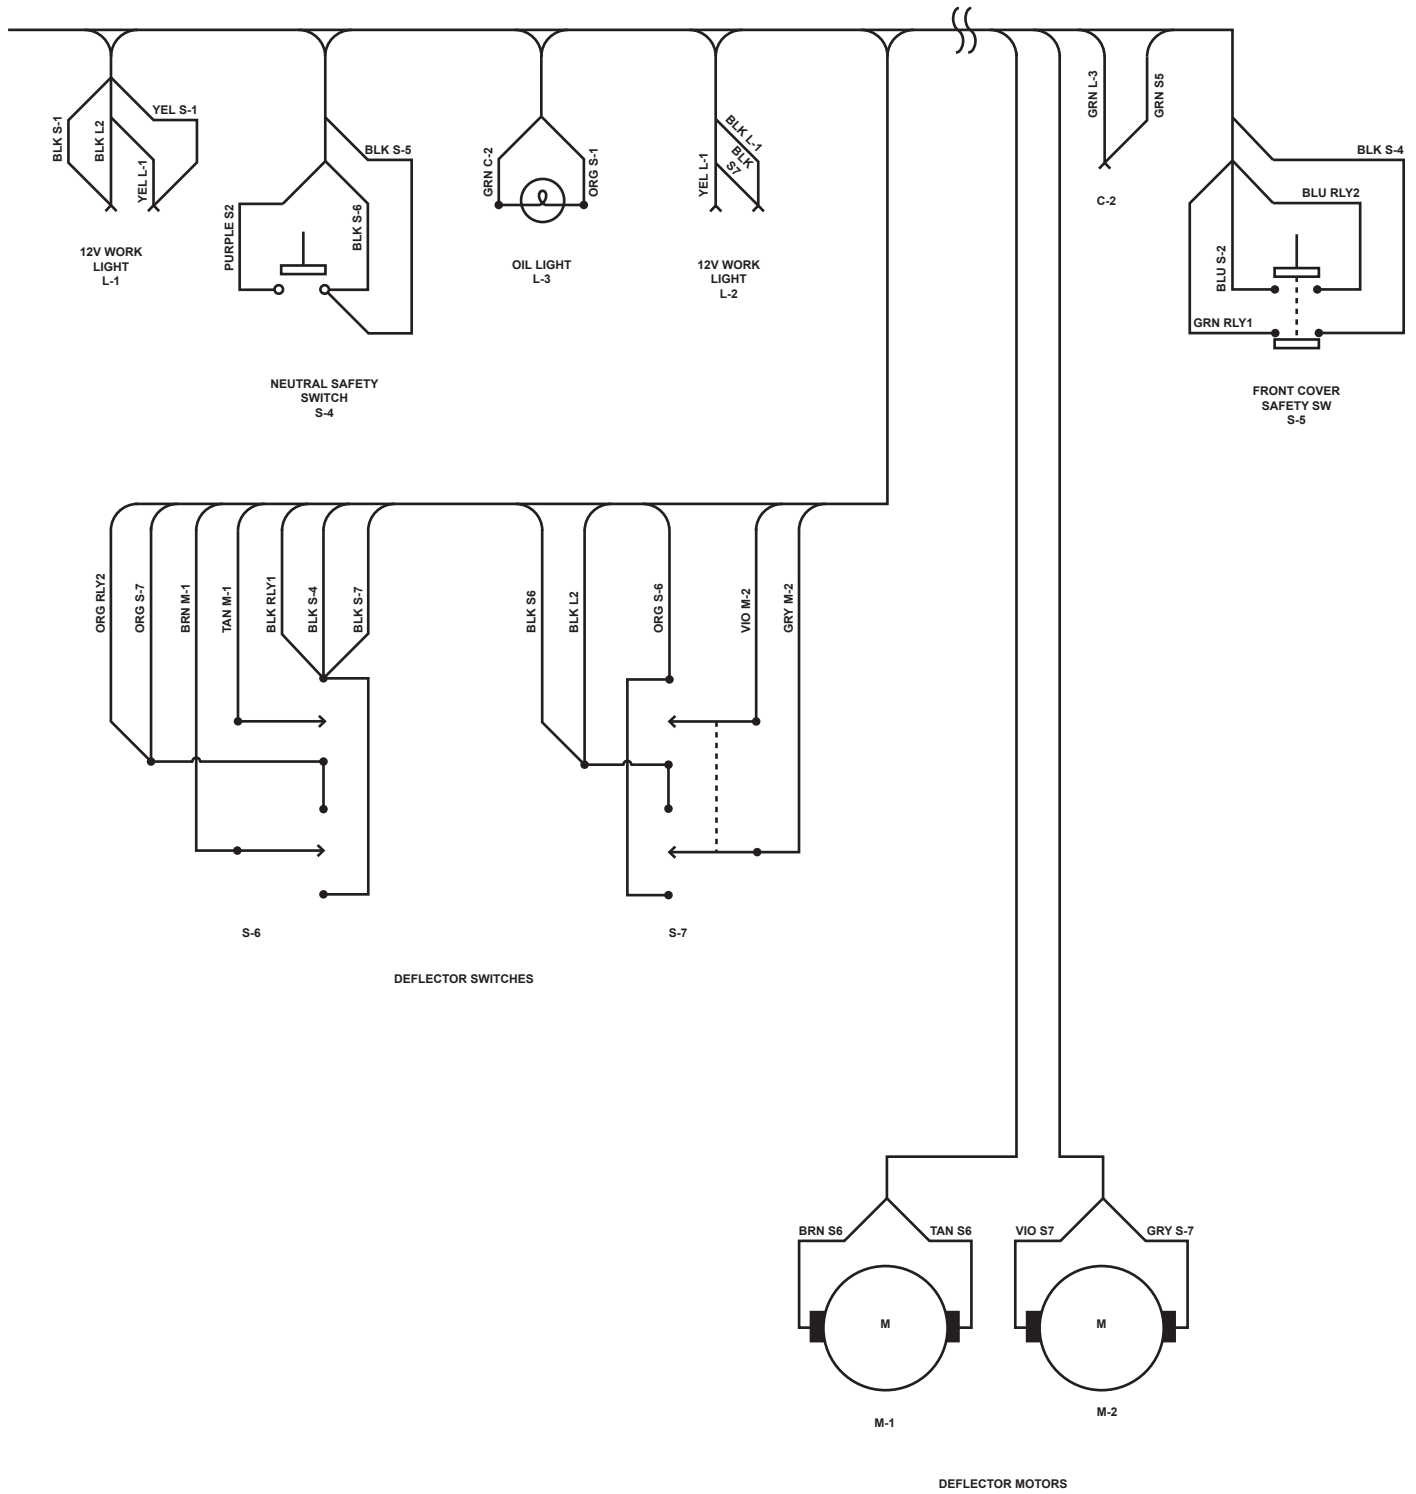 BLK S-1
BLK L2
YEL L-1
YEL S-1
12V WORK
LIGHT
L-1
PURPLE S2
BLK S-6
BLK S-5
NEUTRAL SAFETY
SWITCH
S-4
GRN C-2
ORG S-1
OIL LIGHT
L-3
YEL L-1
BLK L-1
BLK
S7
12V WORK
LIGHT
L-2
GRN L-3
GRN S5
C-2
BLK S-4
BLU RLY2
BLU S-2
GRN RLY1
FRONT COVER
SAFETY SW
S-5
ORG RLY2
ORG S-7
BRN M-1
TAN M-1
BLK RLY1
BLK S-4
BLK S-7
BLK S6
BLK L2
ORG S-6
VIO M-2
GRY M-2
S-6
S-7
DEFLECTOR SWITCHES
BRN S6
TAN S6
VIO S7
GRY S-7
M
M
M-1
M-2
DEFLECTOR MOTORS